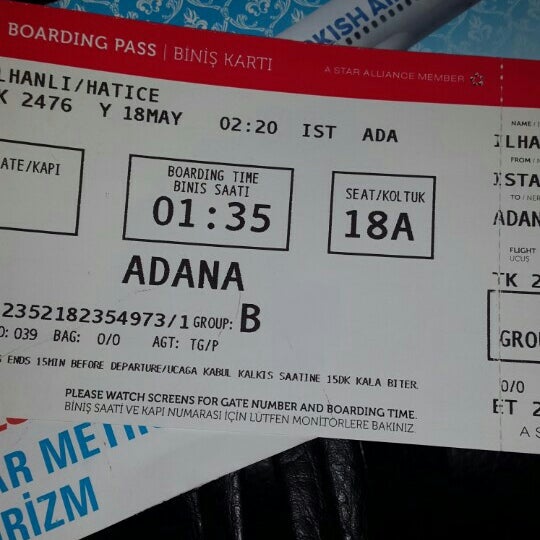 BOARDING PASS | BİNİŞ KARTI
A STAR ALLIANCE MEMBER
LHANLI/HATICE
K 2476 Y 18MAY 02:20 IST ADA
ATE/KAPI
BOARDING TIME
BINIS SAATI
01:35
SEAT/KOLTUK
18A
ADANA
2352182354973/1 GROUP: B
O: 039 BAG: 0/0 AGT: TG/P
S ENDS 15MIN BEFORE DEPARTURE/UCAGA KABUL KALKIS SAATINE 15DK KALA BITER.
PLEASE WATCH SCREENS FOR GATE NUMBER AND BOARDING TIME.
BİNİŞ SAATİ VE KAPI NUMARASI İÇİN LÜTFEN MONİTÖRLERE BAKINIZ.
NAME/
ILHA
FROM/
ISTA
TO/NER
ADAN
FLIGHT
UCUS
TK 2
GROU
0/0
ET 2
A S
KISH A
AR METR
RİZM